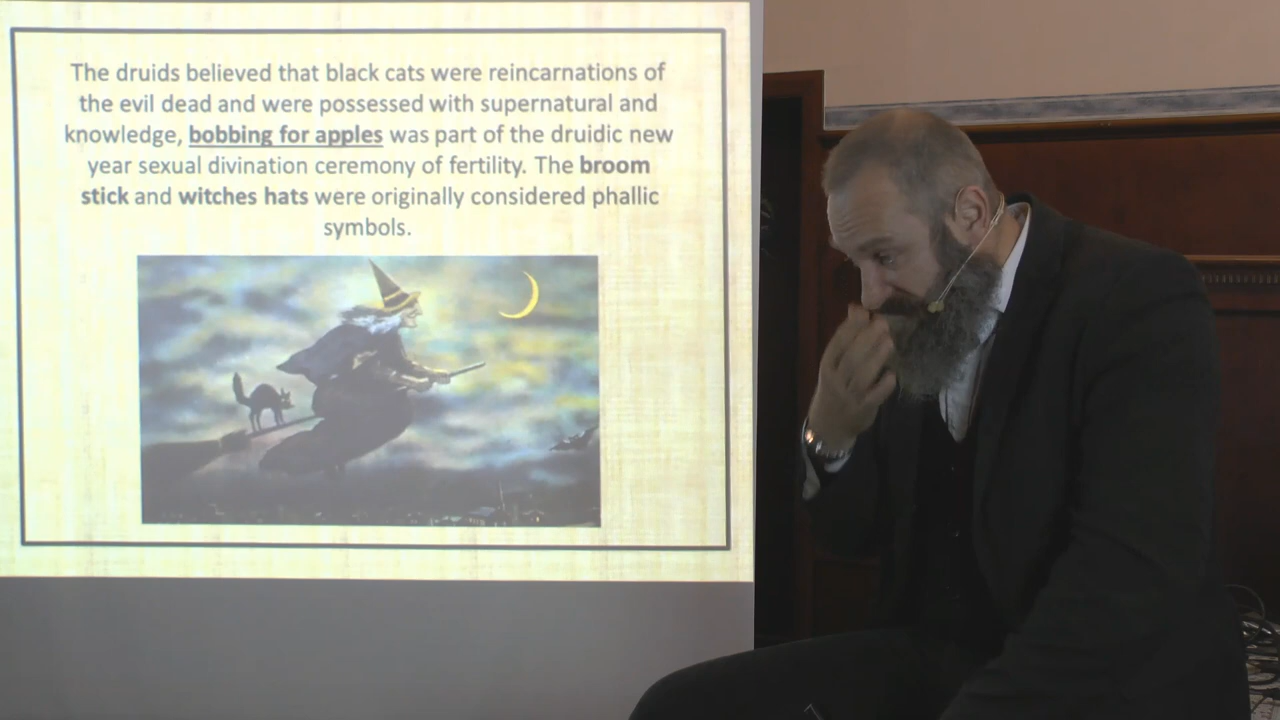 The druids believed that black cats were reincarnations of
the evil dead and were possessed with supernatural and
knowledge, bobbing for apples was part of the druidic new
year sexual divination ceremony of fertility. The broom
stick and witches hats were originally considered phallic
symbols.